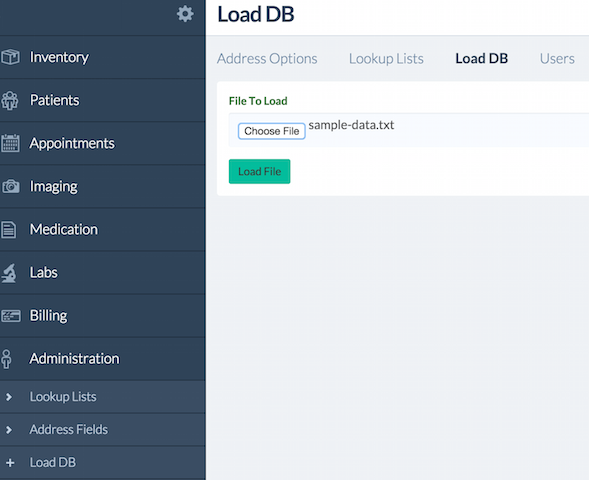 Load DB
Inventory
Patients
Appointments
Imaging
Medication
Labs
Billing
Administration
Lookup Lists
Address Fields
Load DB
Address Options
Lookup Lists
Load DB
Users
File To Load
Choose File sample-data.txt
Load File